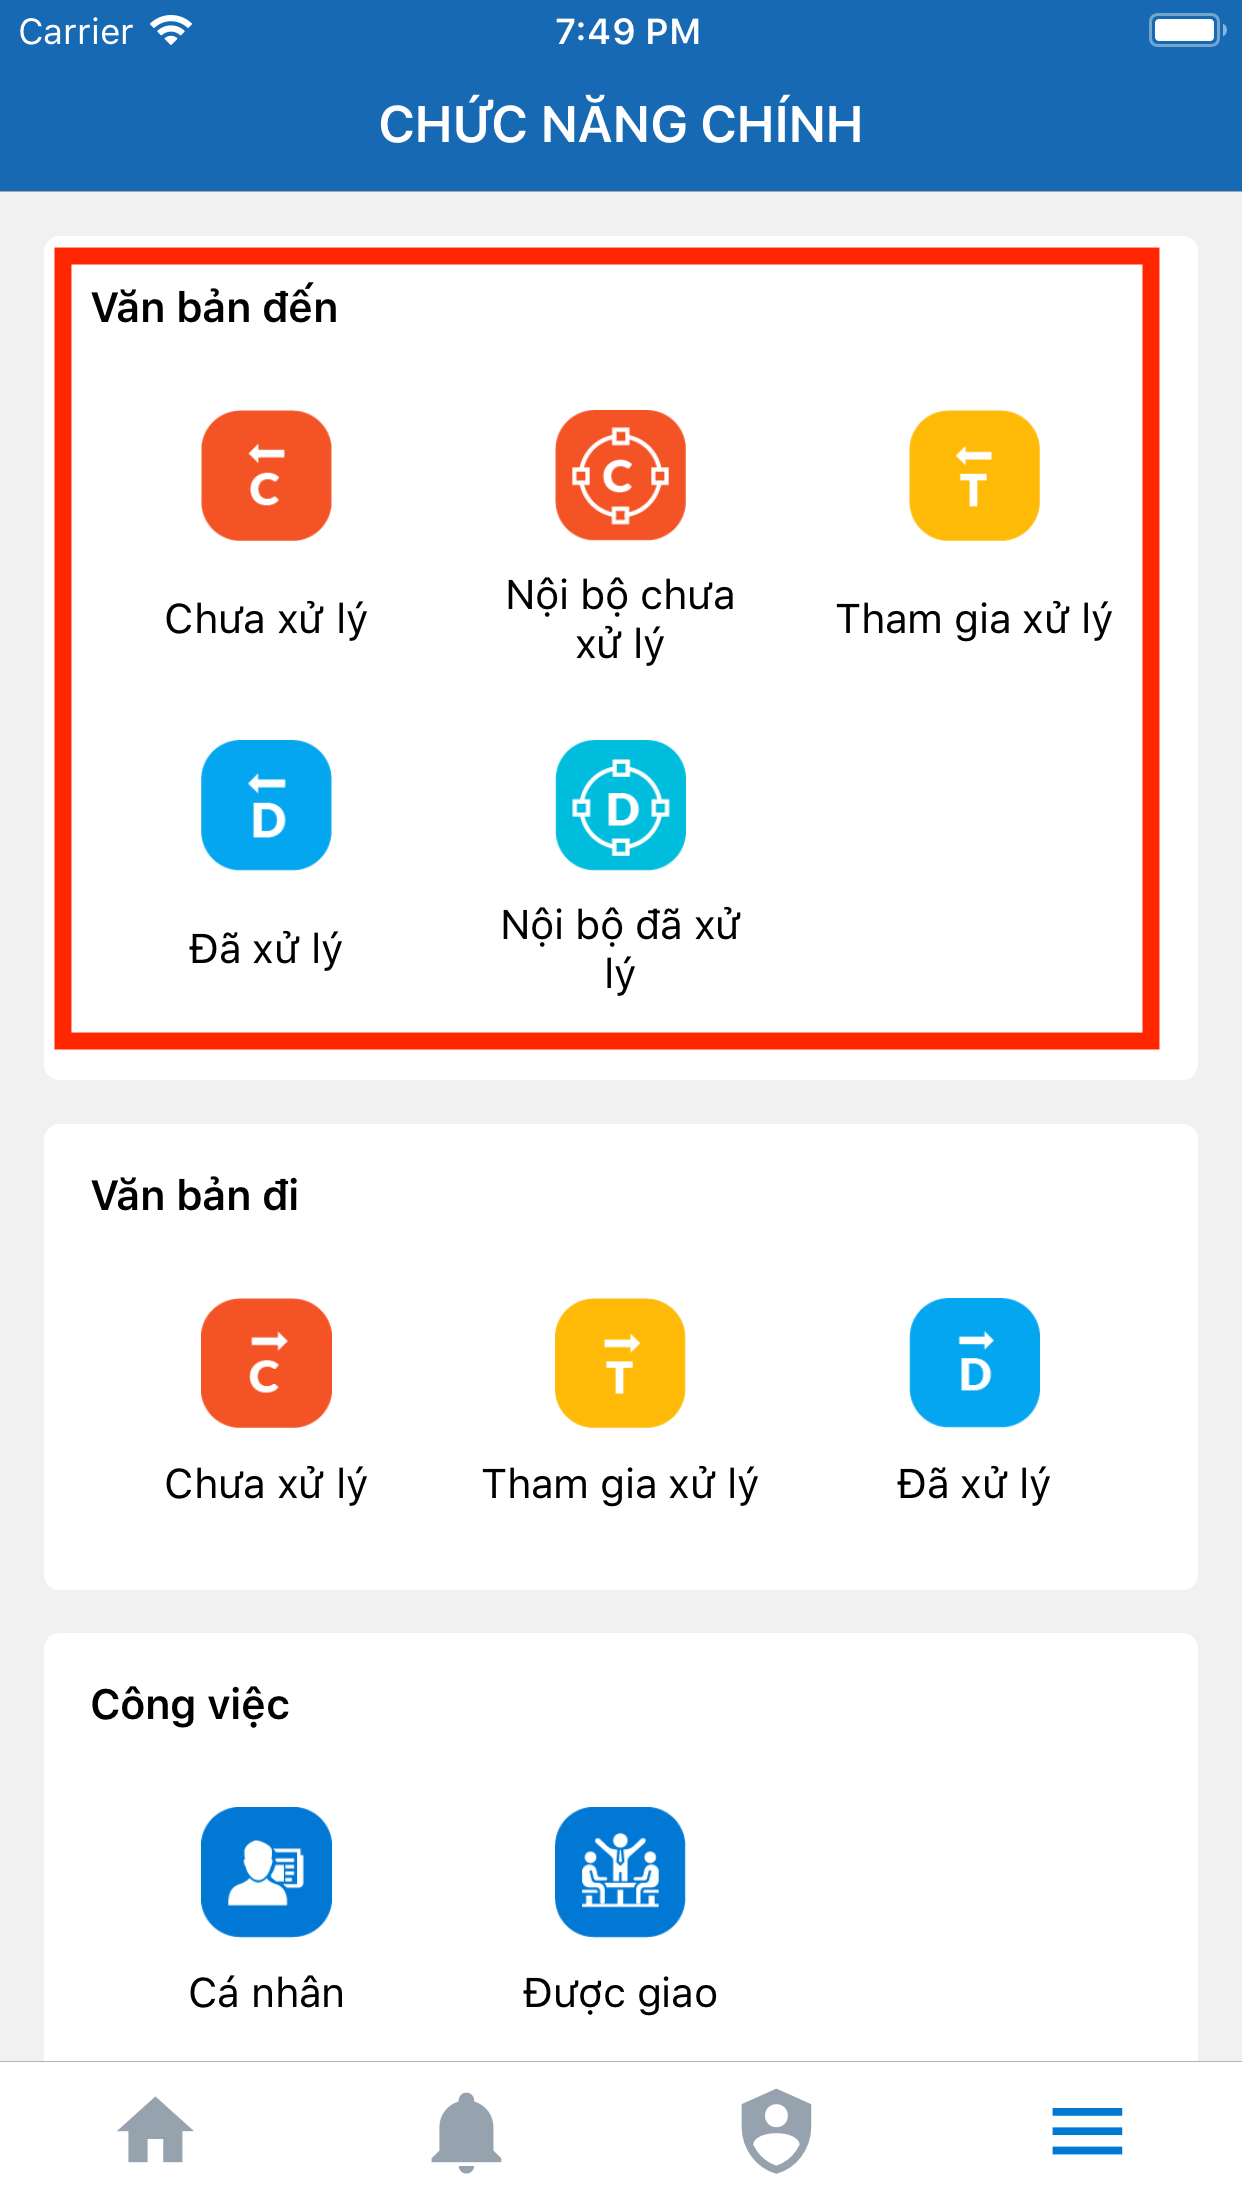 Carrier 7:49 PM
CHỨC NĂNG CHÍNH
Văn bản đến
C C T
Chưa xử lý
Nội bộ chưa
xử lý
Tham gia xử lý
D D
Đã xử lý
Nội bộ đã xử
lý
Văn bản đi
C T D
Chưa xử lý Tham gia xử lý Đã xử lý
Công việc
Cá nhân Được giao